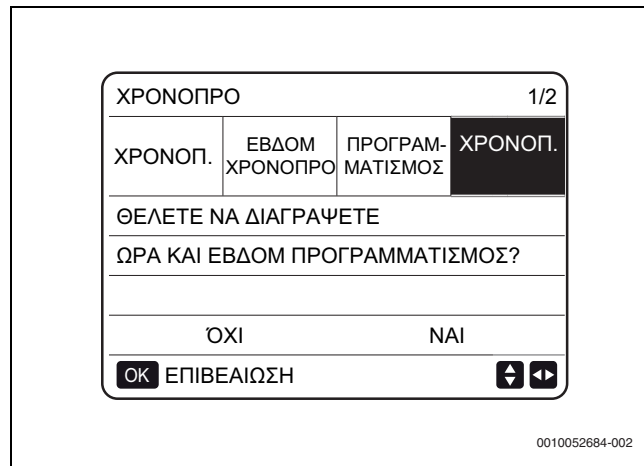 ΧΡΟΝΟΠΡΟ 1/2
ΧΡΟΝΟΠ. ΕΒΔΟΜ ΧΡΟΝΟΠΡΟ ΠΡΟΓΡΑΜ-ΜΑΤΙΣΜΟΣ ΧΡΟΝΟΠ.
ΘΕΛΕΤΕ ΝΑ ΔΙΑΓΡΑΨΕΤΕ
ΩΡΑ ΚΑΙ ΕΒΔΟΜ ΠΡΟΓΡΑΜΜΑΤΙΣΜΟΣ?
ΌΧΙ ΝΑΙ
OK ΕΠΙΒΕΑΙΩΣΗ
0010052684-002